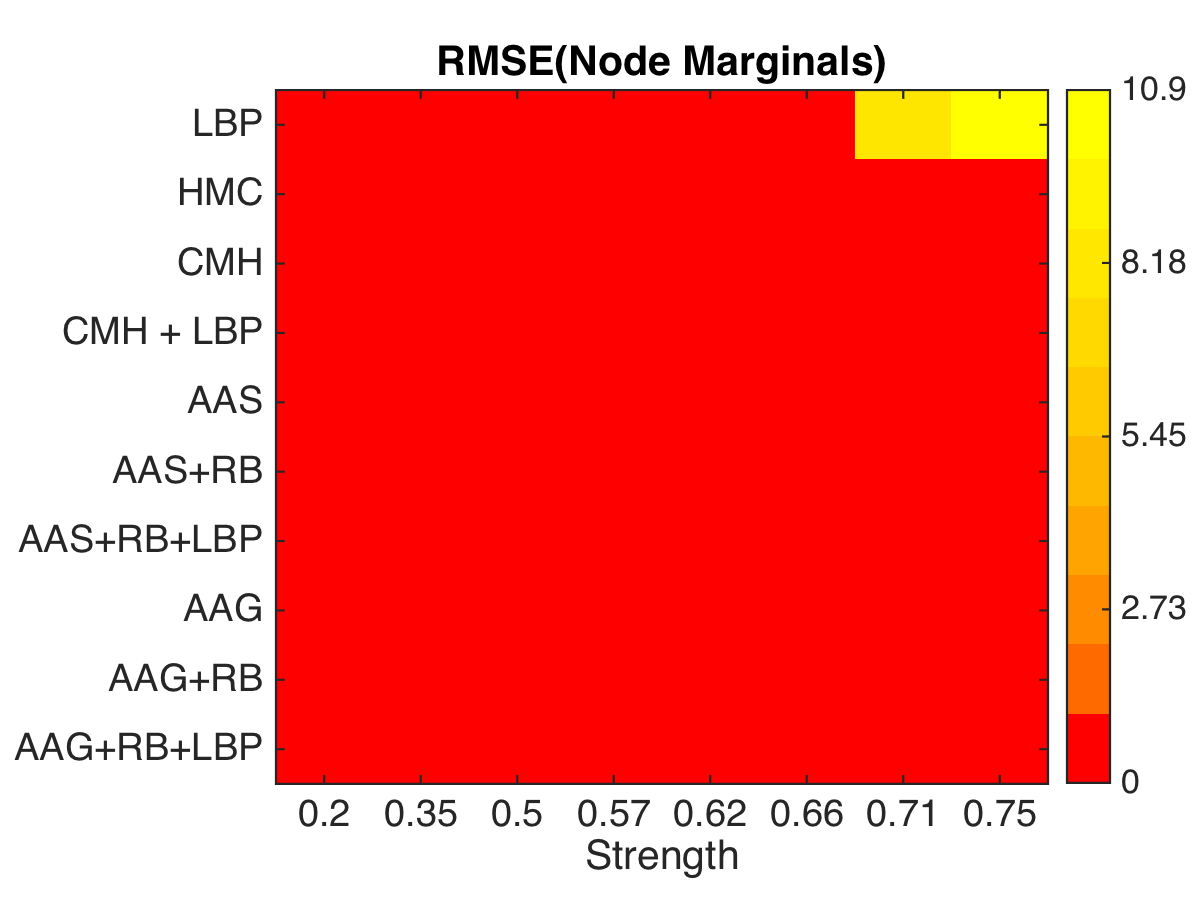 RMSE(Node Marginals)
LBP
HMC
CMH
CMH + LBP
AAS
AAS+RB
AAS+RB+LBP
AAG
AAG+RB
AAG+RB+LBP
0.2 0.35 0.5 0.57 0.62 0.66 0.71 0.75
Strength
10.9
8.18
5.45
2.73
0